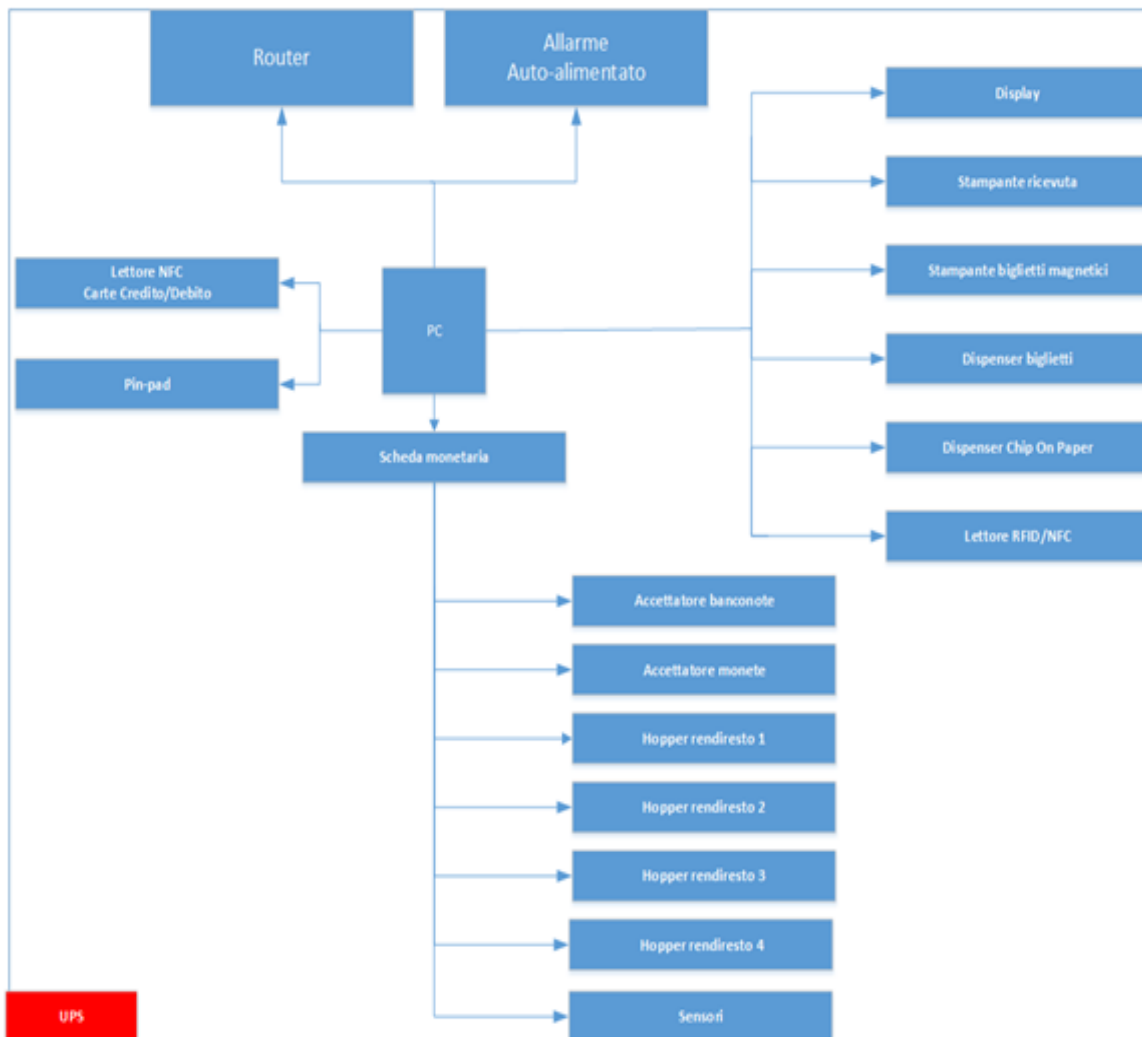 Router
Allarme
Auto-alimentato
Display
Stampante ricevuta
Lettore NFC
Carte Credito/Debito
Stampante biglietti magnetici
PC
Pin-pad
Dispenser biglietti
Scheda monetaria
Dispenser Chip On Paper
Lettore RFID/NFC
Accettatore banconote
Accettatore monete
Hopper rendiresto 1
Hopper rendiresto 2
Hopper rendiresto 3
Hopper rendiresto 4
UPS
Sensori